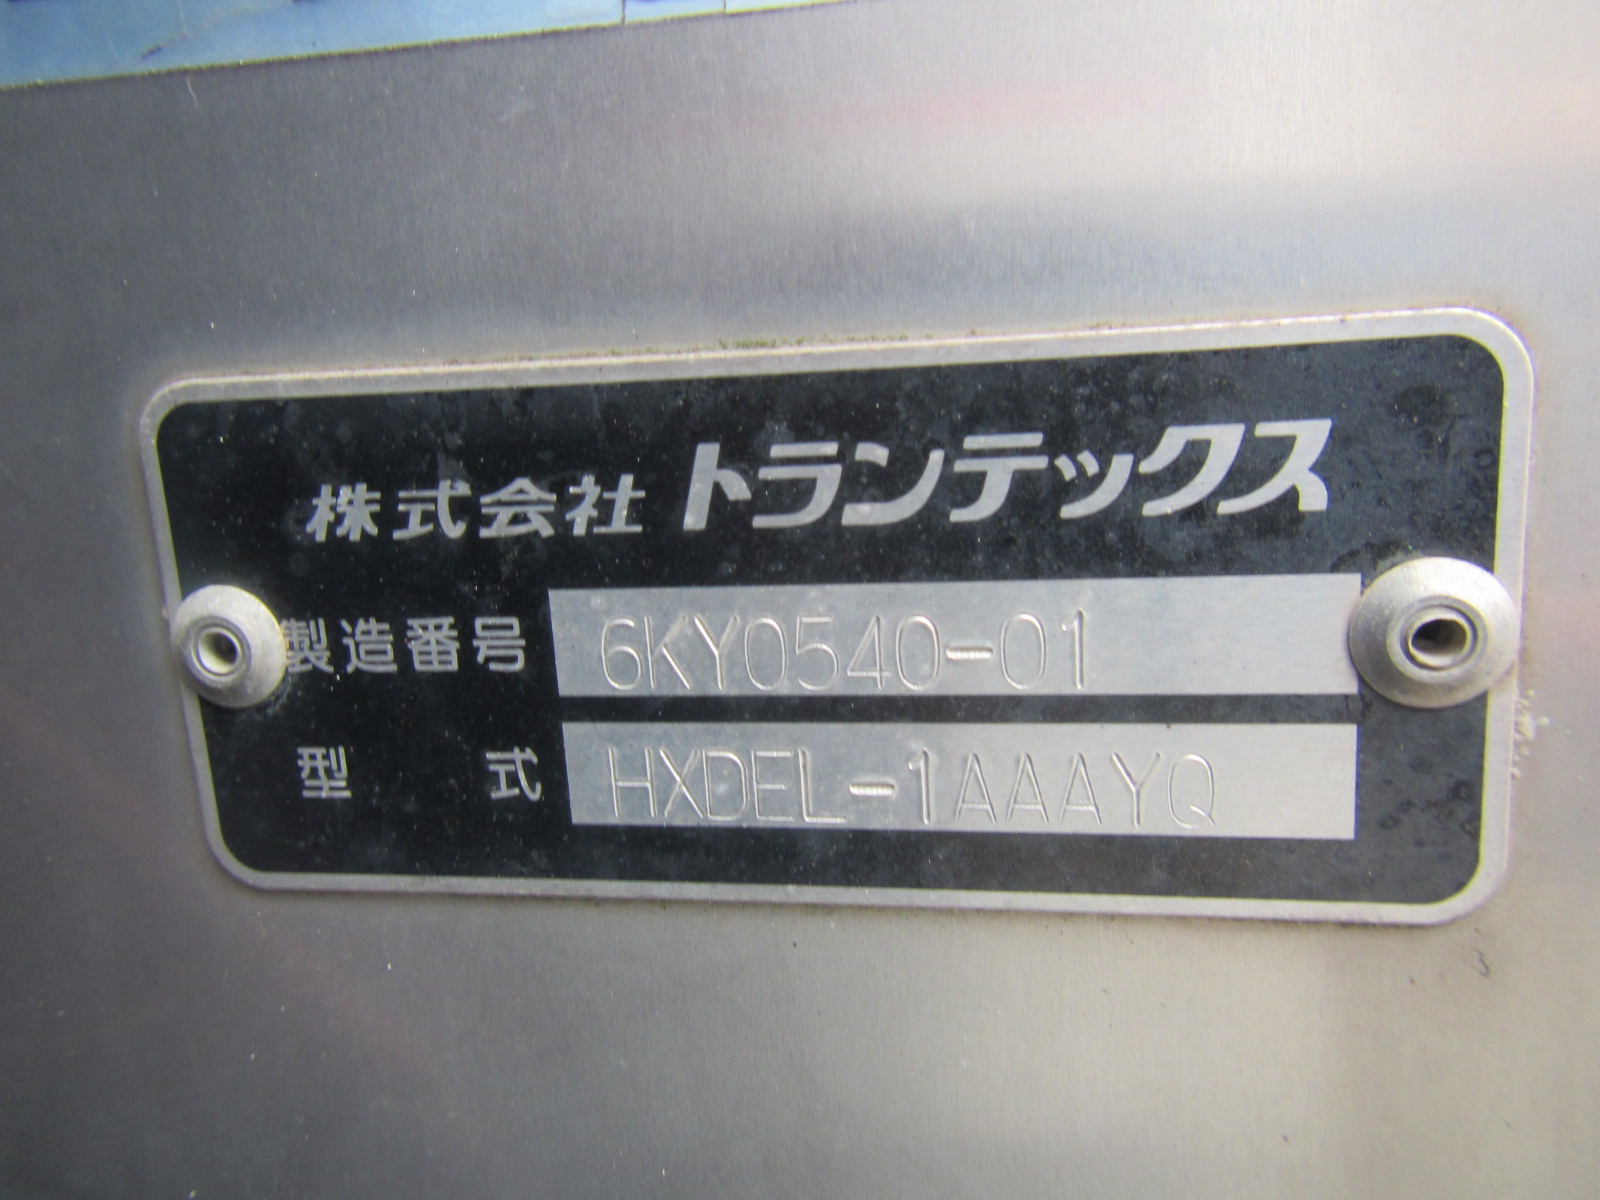 株式会社 トランテックス
製造番号 6KY0540-01
型式 HXDEL-1AAAYQ